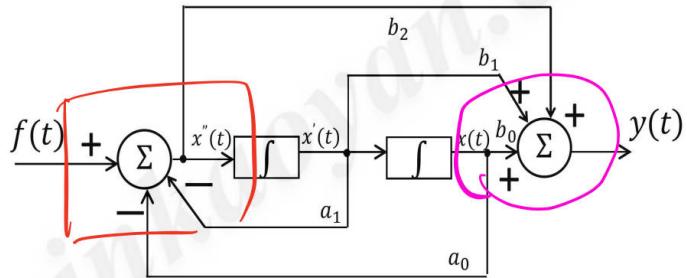 b₂
b₁
f(t) + Σ x''(t) ∫ x'(t) ∫ x(t) b₀ + + + Σ y(t)
− −
a₁
a₀